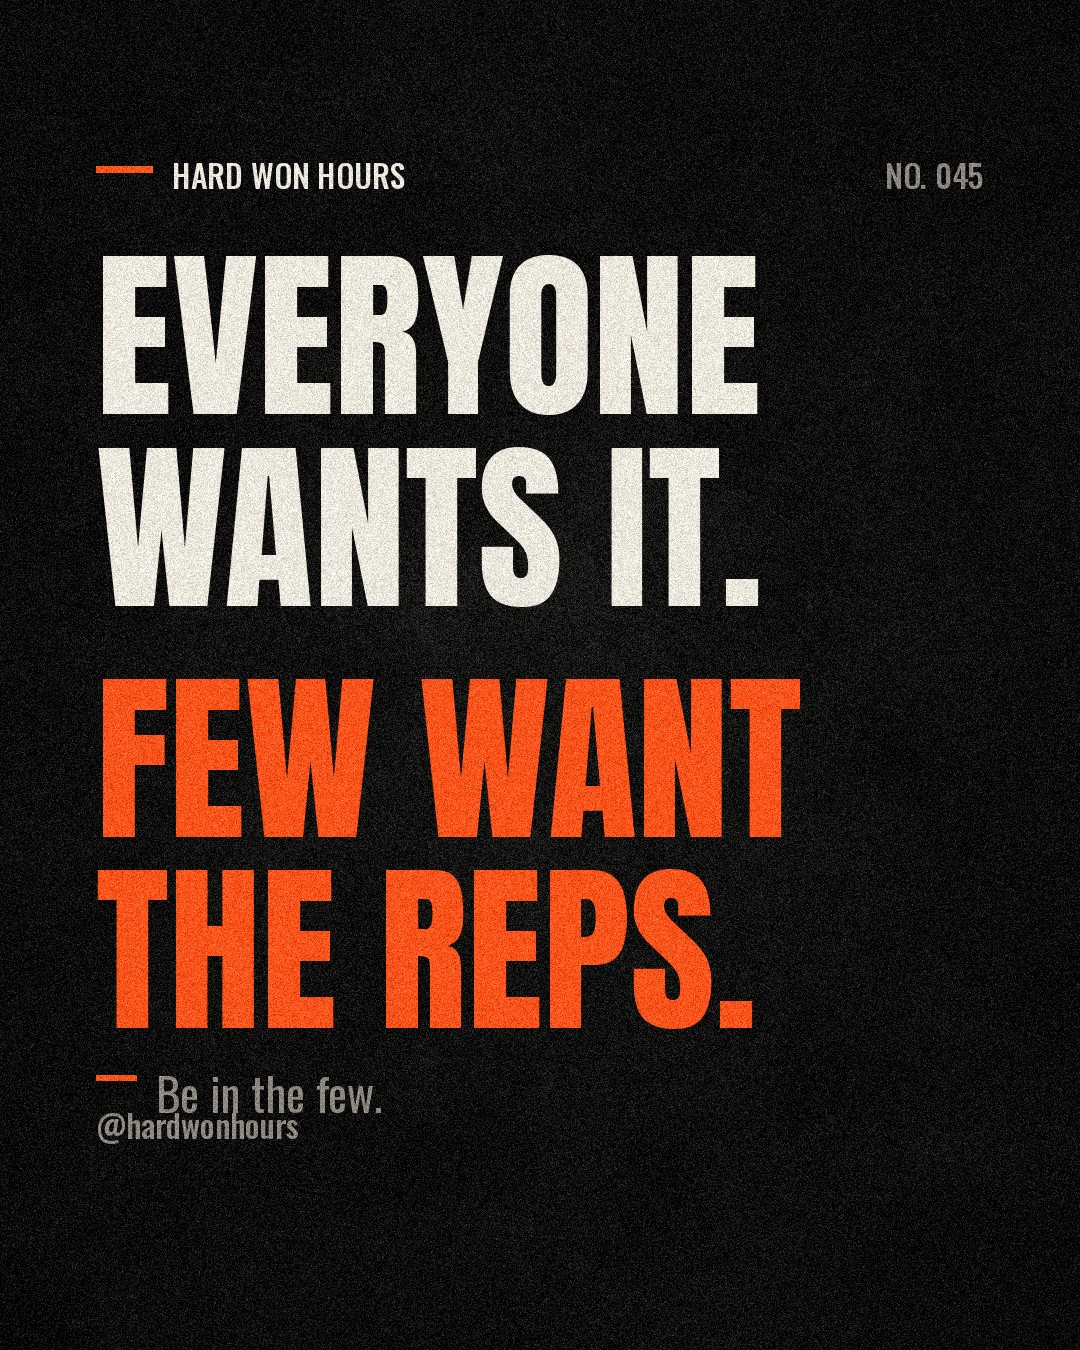 HARD WON HOURS
NO. 045
EVERYONE
WANTS IT.
FEW WANT
THE REPS.
Be in the few.
@hardwonhours